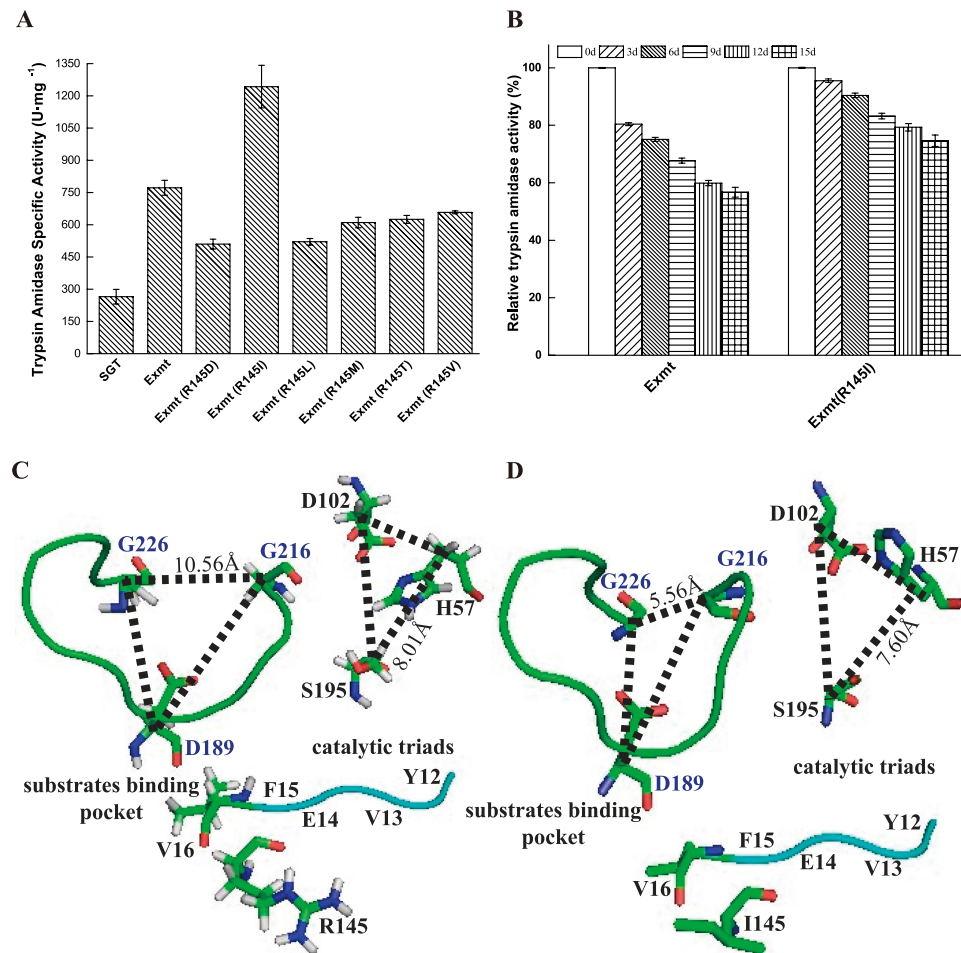 A
Trypsin Amidase Specific Activity (U·mg ⁻¹)
1350
1200
1050
900
750
600
450
300
150
0
SGT
Exmt
Exmt (R145D)
Exmt (R145I)
Exmt (R145L)
Exmt (R145M)
Exmt (R145T)
Exmt (R145V)
B
0d 3d 6d 9d 12d 15d
Relative trypsin amidase activity (%)
100
80
60
40
20
0
Exmt
Exmt(R145I)
C
D102
G226
G216
10.56Å
H57
8.01Å
S195
D189
catalytic triads
substrates binding
pocket
Y12
F15
E14
V13
V16
R145
D
D102
H57
G226
G216
5.56Å
7.60Å
S195
D189
catalytic triads
substrates binding
pocket
Y12
F15
E14
V13
V16
I145